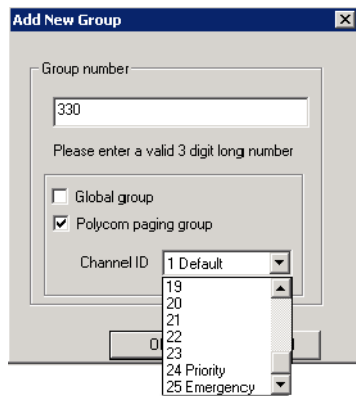 Add New Group
Group number
330
Please enter a valid 3 digit long number
Global group
Polycom paging group
Channel ID 1 Default
19
20
21
22
23
24 Priority
25 Emergency